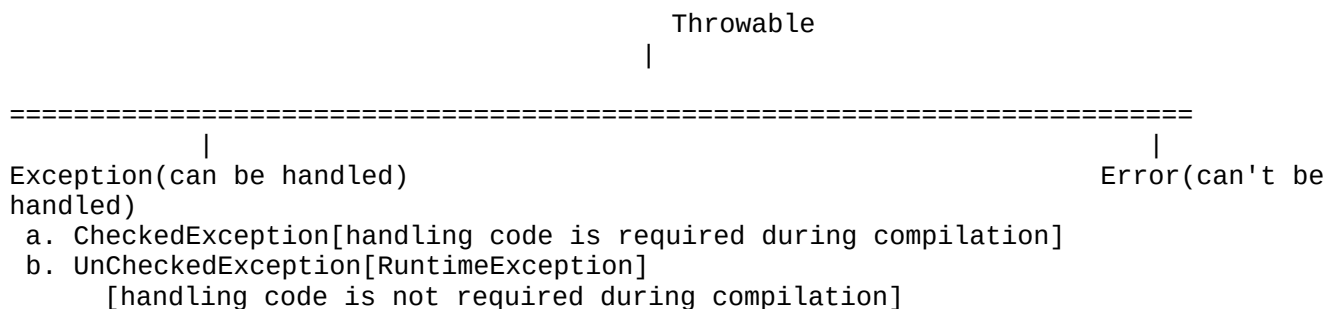 Throwable
|
==========================================================================
| |
Exception(can be handled) Error(can't be
handled)
a. CheckedException[handling code is required during compilation]
b. UnCheckedException[RuntimeException]
[handling code is not required during compilation]